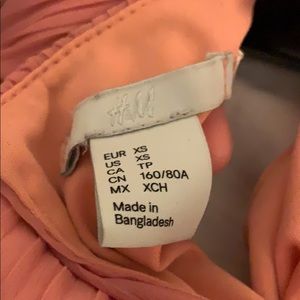 H&M
EUR XS
US XS
CA TP
CN 160/80A
MX XCH
Made in
Bangladesh